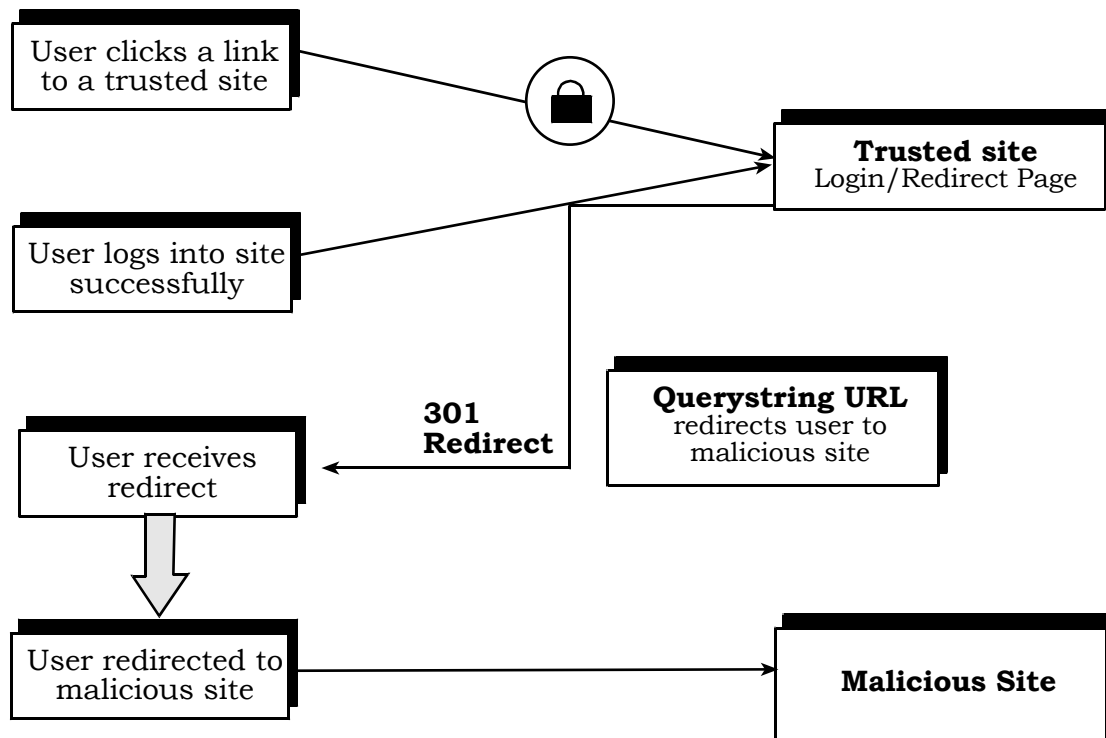 User clicks a link
to a trusted site
Trusted site
Login/Redirect Page
User logs into site
successfully
Querystring URL
redirects user to
malicious site
301
Redirect
User receives
redirect
User redirected to
malicious site
Malicious Site